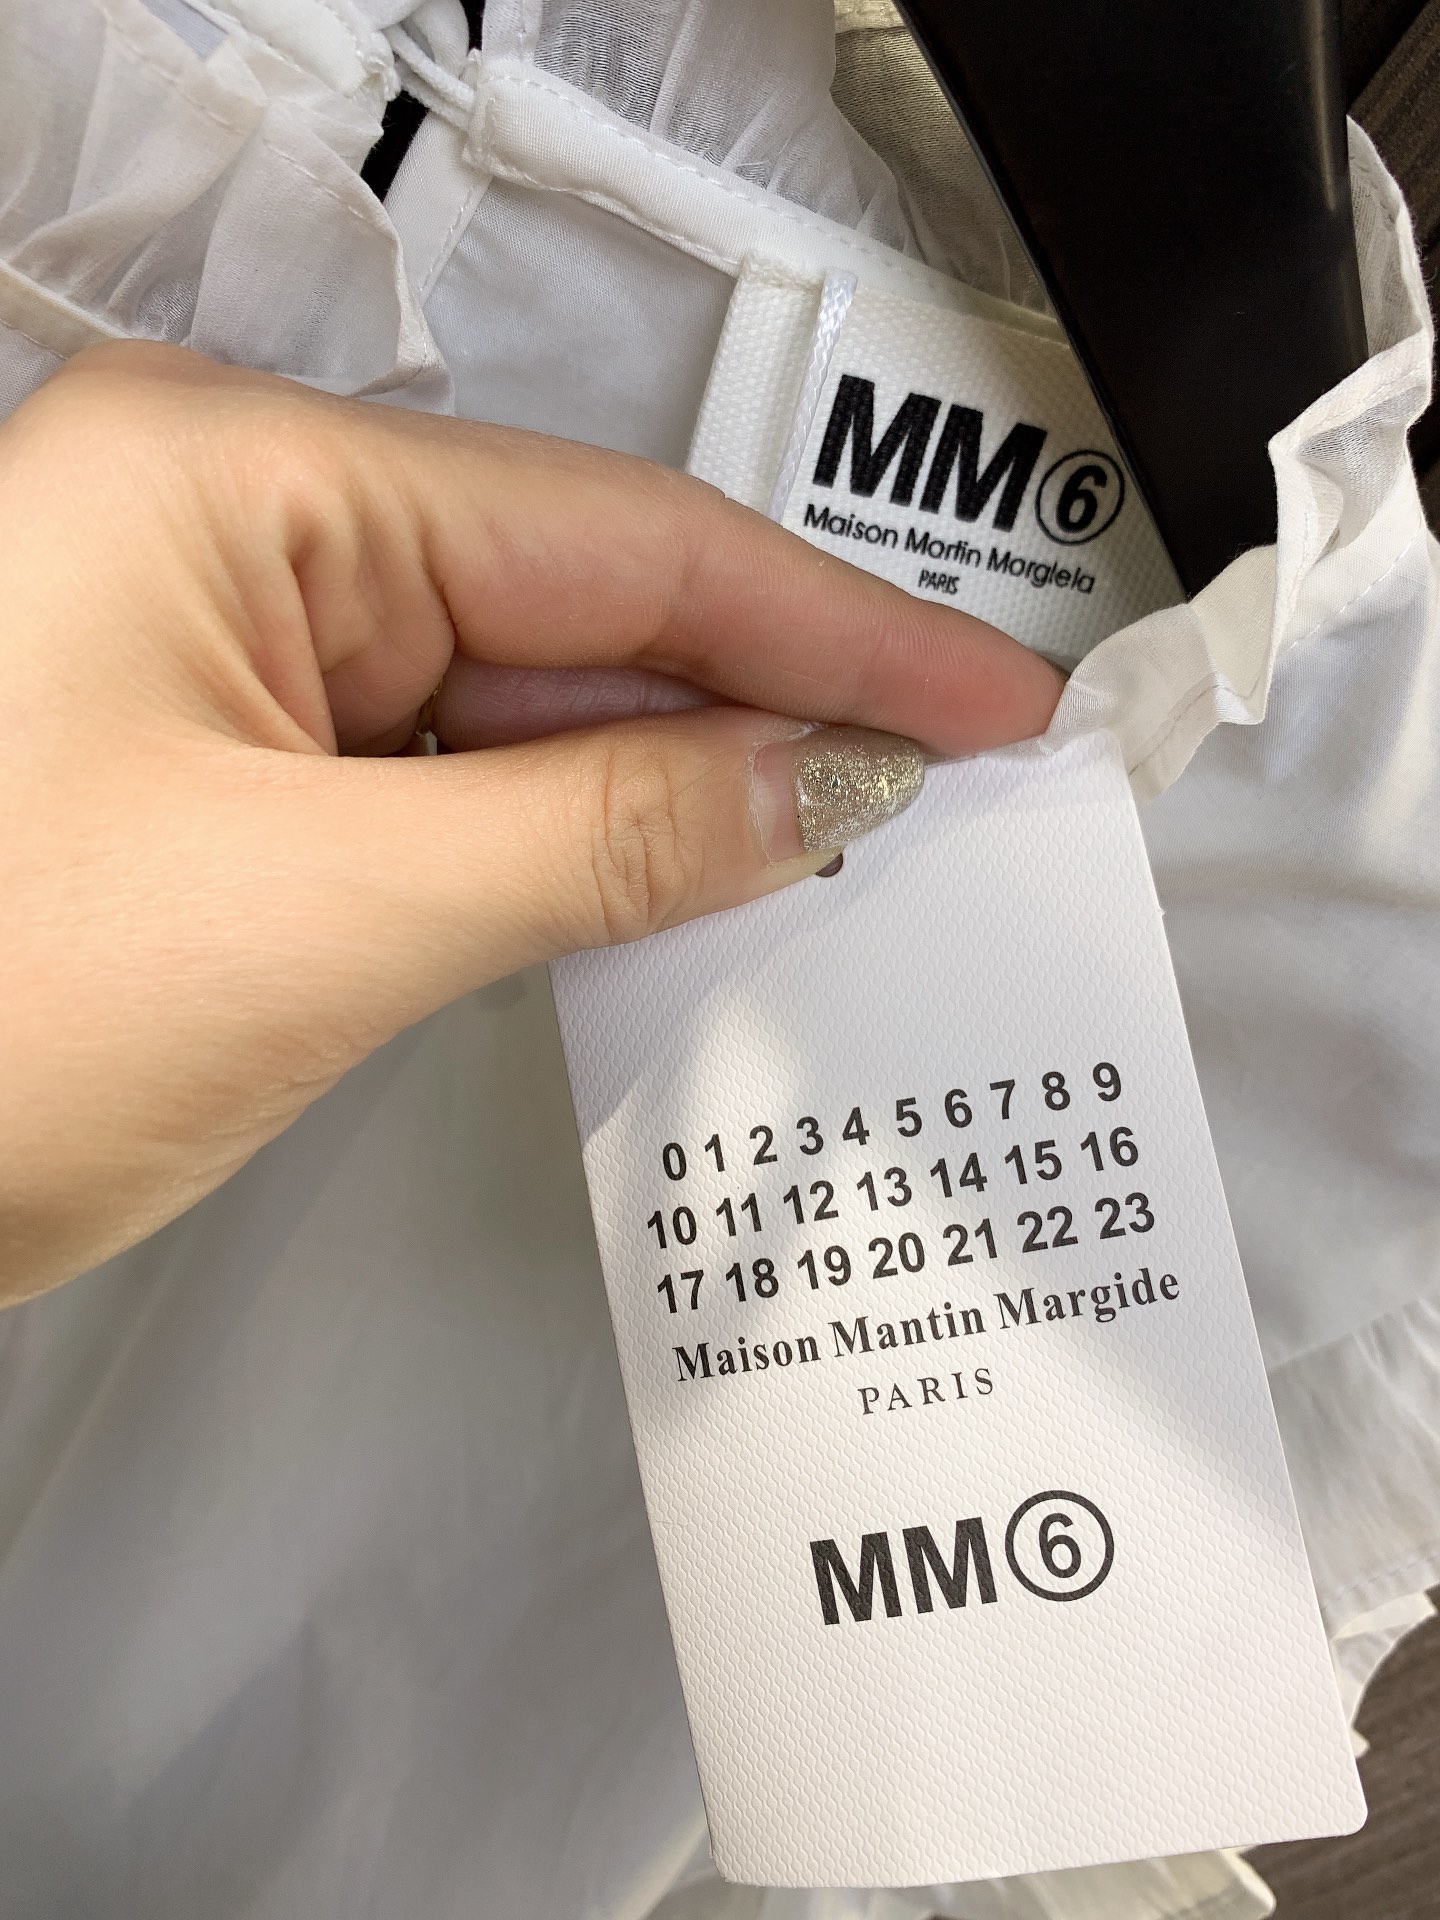 MM⑥
Maison Martin Marglela
PARIS
0 1 2 3 4 5 6 7 8 9
10 11 12 13 14 15 16
17 18 19 20 21 22 23
Maison Mantin Margide
PARIS
MM⑥